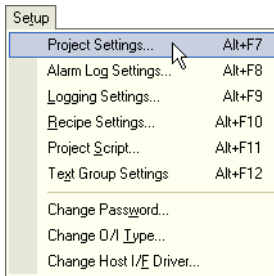 Setup
Project Settings... Alt+F7
Alarm Log Settings... Alt+F8
Logging Settings... Alt+F9
Recipe Settings... Alt+F10
Project Script... Alt+F11
Text Group Settings Alt+F12
Change Password...
Change O/I Type...
Change Host I/F Driver...